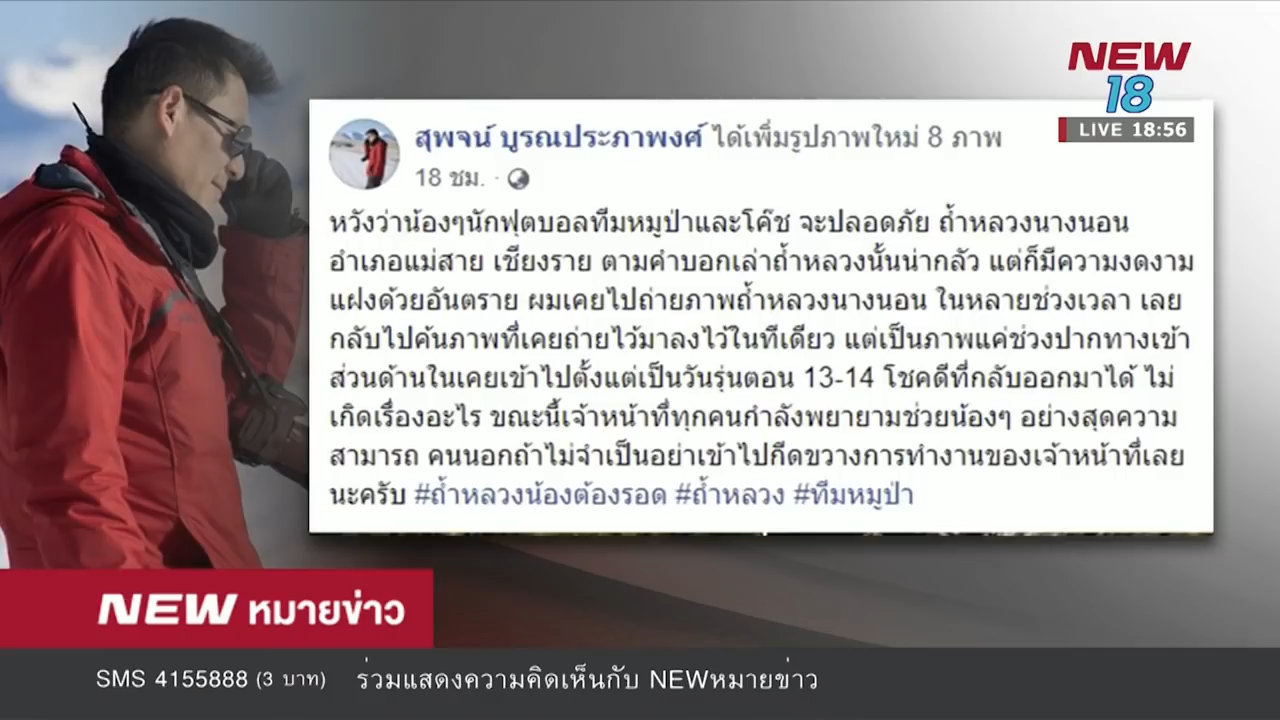 NEW
18
LIVE 18:56
สุพจน์ บูรณประภาพงศ์ ได้เพิ่มรูปภาพใหม่ 8 ภาพ
18 ชม. ·
หวังว่าน้องๆนักฟุตบอลทีมหมูป่าและโค๊ช จะปลอดภัย ถ้ำหลวงนางนอน
อำเภอแม่สาย เชียงราย ตามคำบอกเล่าถ้ำหลวงนั้นน่ากลัว แต่ก็มีความงดงาม
แฝงด้วยอันตราย ผมเคยไปถ่ายภาพถ้ำหลวงนางนอน ในหลายช่วงเวลา เลย
กลับไปค้นภาพที่เคยถ่ายไว้มาลงไว้ในทีเดียว แต่เป็นภาพแค่ช่วงปากทางเข้า
ส่วนด้านในเคยเข้าไปตั้งแต่เป็นวันรุ่นตอน 13-14 โชคดีที่กลับออกมาได้ ไม่
เกิดเรื่องอะไร ขณะนี้เจ้าหน้าที่ทุกคนกำลังพยายามช่วยน้องๆ อย่างสุดความ
สามารถ คนนอกถ้าไม่จำเป็นอย่าเข้าไปกีดขวางการทำงานของเจ้าหน้าที่เลย
นะครับ #ถ้ำหลวงน้องต้องรอด #ถ้ำหลวง #ทีมหมูป่า
NEW หมายข่าว
SMS 4155888 (3 บาท) ร่วมแสดงความคิดเห็นกับ NEWหมายข่าว